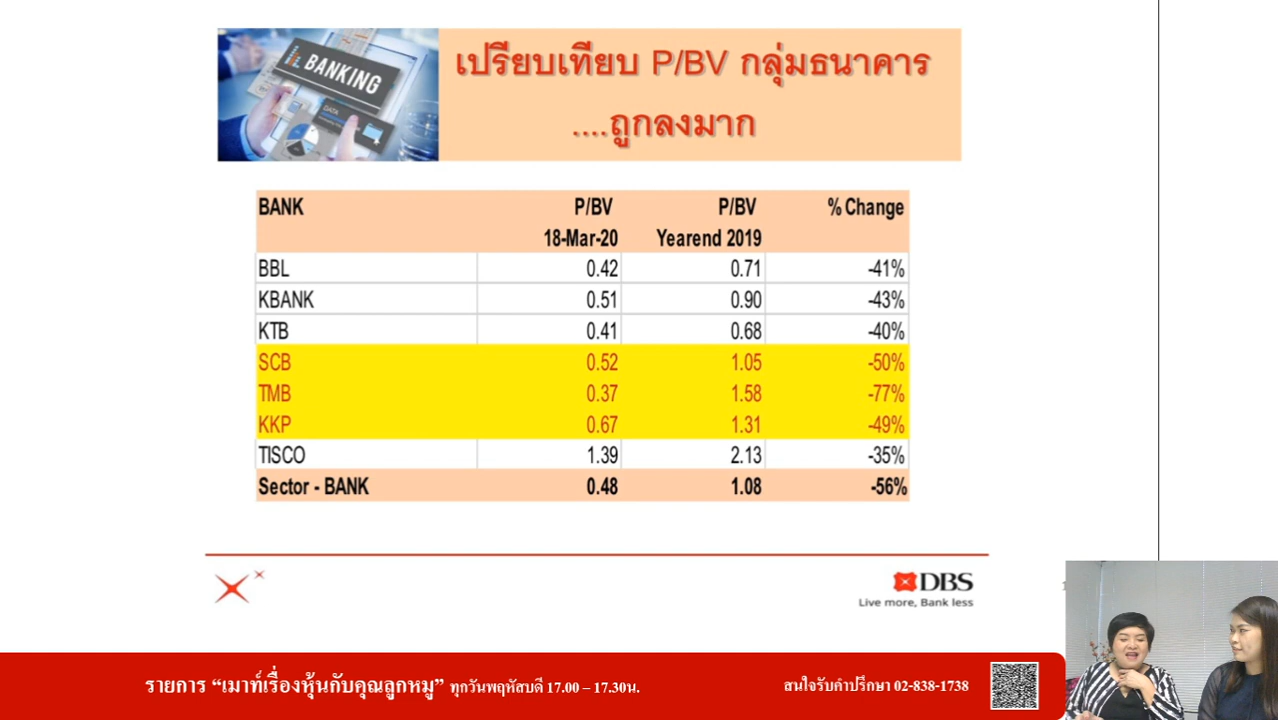 BANKING
DATA
เปรียบเทียบ P/BV กลุ่มธนาคาร
....ถูกลงมาก
BANK P/BV P/BV % Change
18-Mar-20 Yearend 2019
BBL 0.42 0.71 -41%
KBANK 0.51 0.90 -43%
KTB 0.41 0.68 -40%
SCB 0.52 1.05 -50%
TMB 0.37 1.58 -77%
KKP 0.67 1.31 -49%
TISCO 1.39 2.13 -35%
Sector - BANK 0.48 1.08 -56%
DBS
Live more, Bank less
รายการ “เมาท์เรื่องหุ้นกับคุณลูกหมู” ทุกวันพฤหัสบดี 17.00 – 17.30น.
สนใจรับคำปรึกษา 02-838-1738